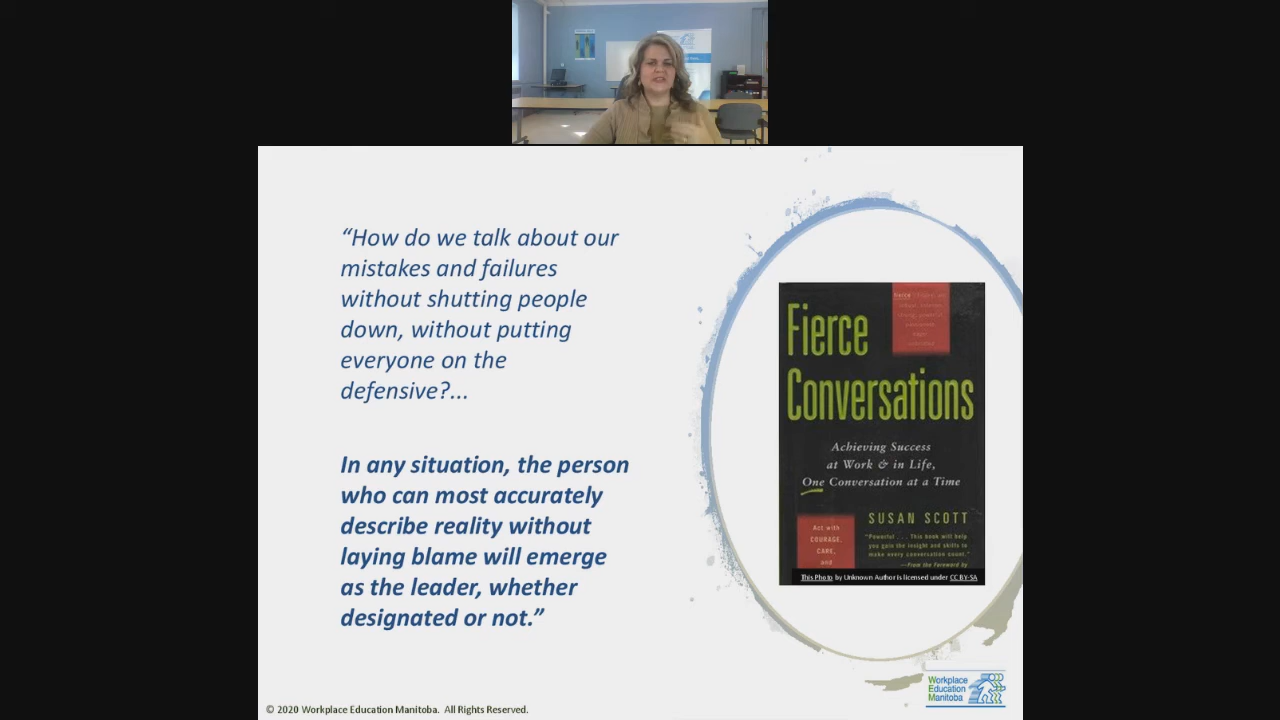 “How do we talk about our
mistakes and failures
without shutting people
down, without putting
everyone on the
defensive?...
In any situation, the person
who can most accurately
describe reality without
laying blame will emerge
as the leader, whether
designated or not.”
Fierce
Conversations
Achieving Success
at Work & in Life,
One Conversation at a Time
SUSAN SCOTT
Act with
COURAGE,
CARE,
and
"Powerful . . . This book will help
you gain the insight and skills to
make every conversation count."
—From the Foreword by
This Photo by Unknown Author is licensed under CC BY-SA
Workplace
Education
Manitoba
© 2020 Workplace Education Manitoba. All Rights Reserved.